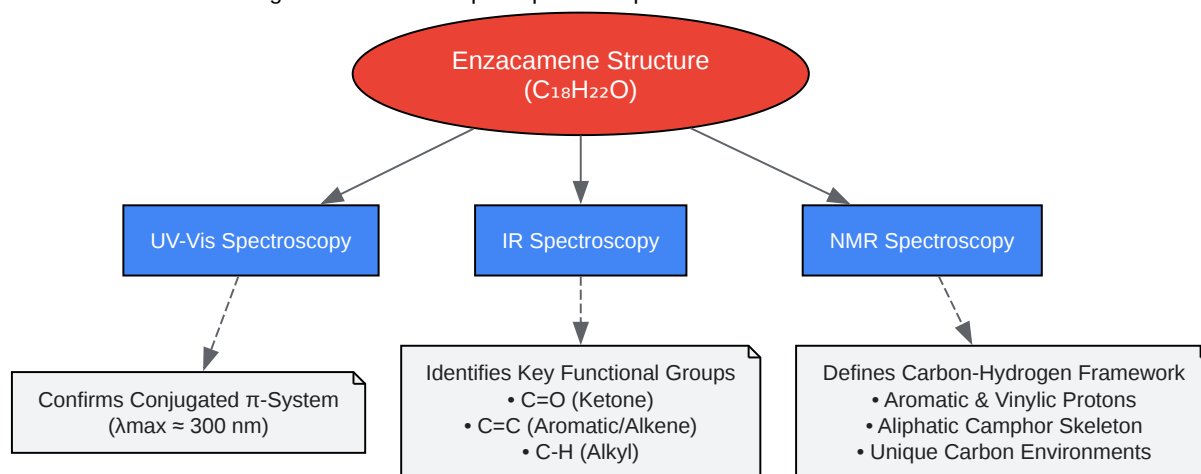 Enzacamene Structure
(C₁₈H₂₂O)
UV-Vis Spectroscopy
IR Spectroscopy
NMR Spectroscopy
Confirms Conjugated π-System
(λmax ≈ 300 nm)
Identifies Key Functional Groups
• C=O (Ketone)
• C=C (Aromatic/Alkene)
• C-H (Alkyl)
Defines Carbon-Hydrogen Framework
• Aromatic & Vinylic Protons
• Aliphatic Camphor Skeleton
• Unique Carbon Environments